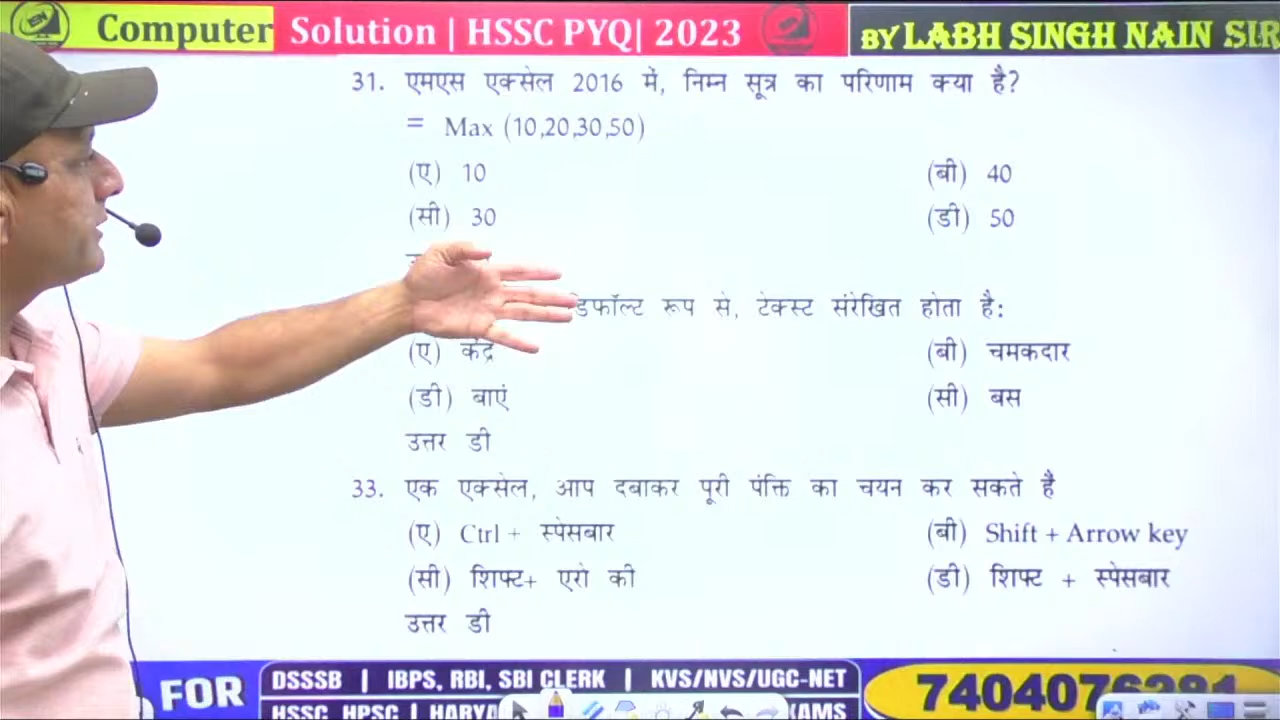 Computer Solution | HSSC PYQ| 2023
BY LABH SINGH NAIN SIR
31. एमएस एक्सेल 2016 में, निम्न सूत्र का परिणाम क्या है?
= Max (10,20,30,50)
(ए) 10 (बी) 40
(सी) 30 (डी) 50
डिफॉल्ट रूप से, टेक्स्ट संरेखित होता है:
(ए) केंद्र (बी) चमकदार
(डी) बाएं (सी) बस
उत्तर डी
33. एक एक्सेल, आप दबाकर पूरी पंक्ति का चयन कर सकते हैं
(ए) Ctrl + स्पेसबार (बी) Shift + Arrow key
(सी) शिफ्ट+ एरो की (डी) शिफ्ट + स्पेसबार
उत्तर डी
FOR
DSSSB | IBPS, RBI, SBI CLERK | KVS/NVS/UGC-NET
HSSC, HPSC |